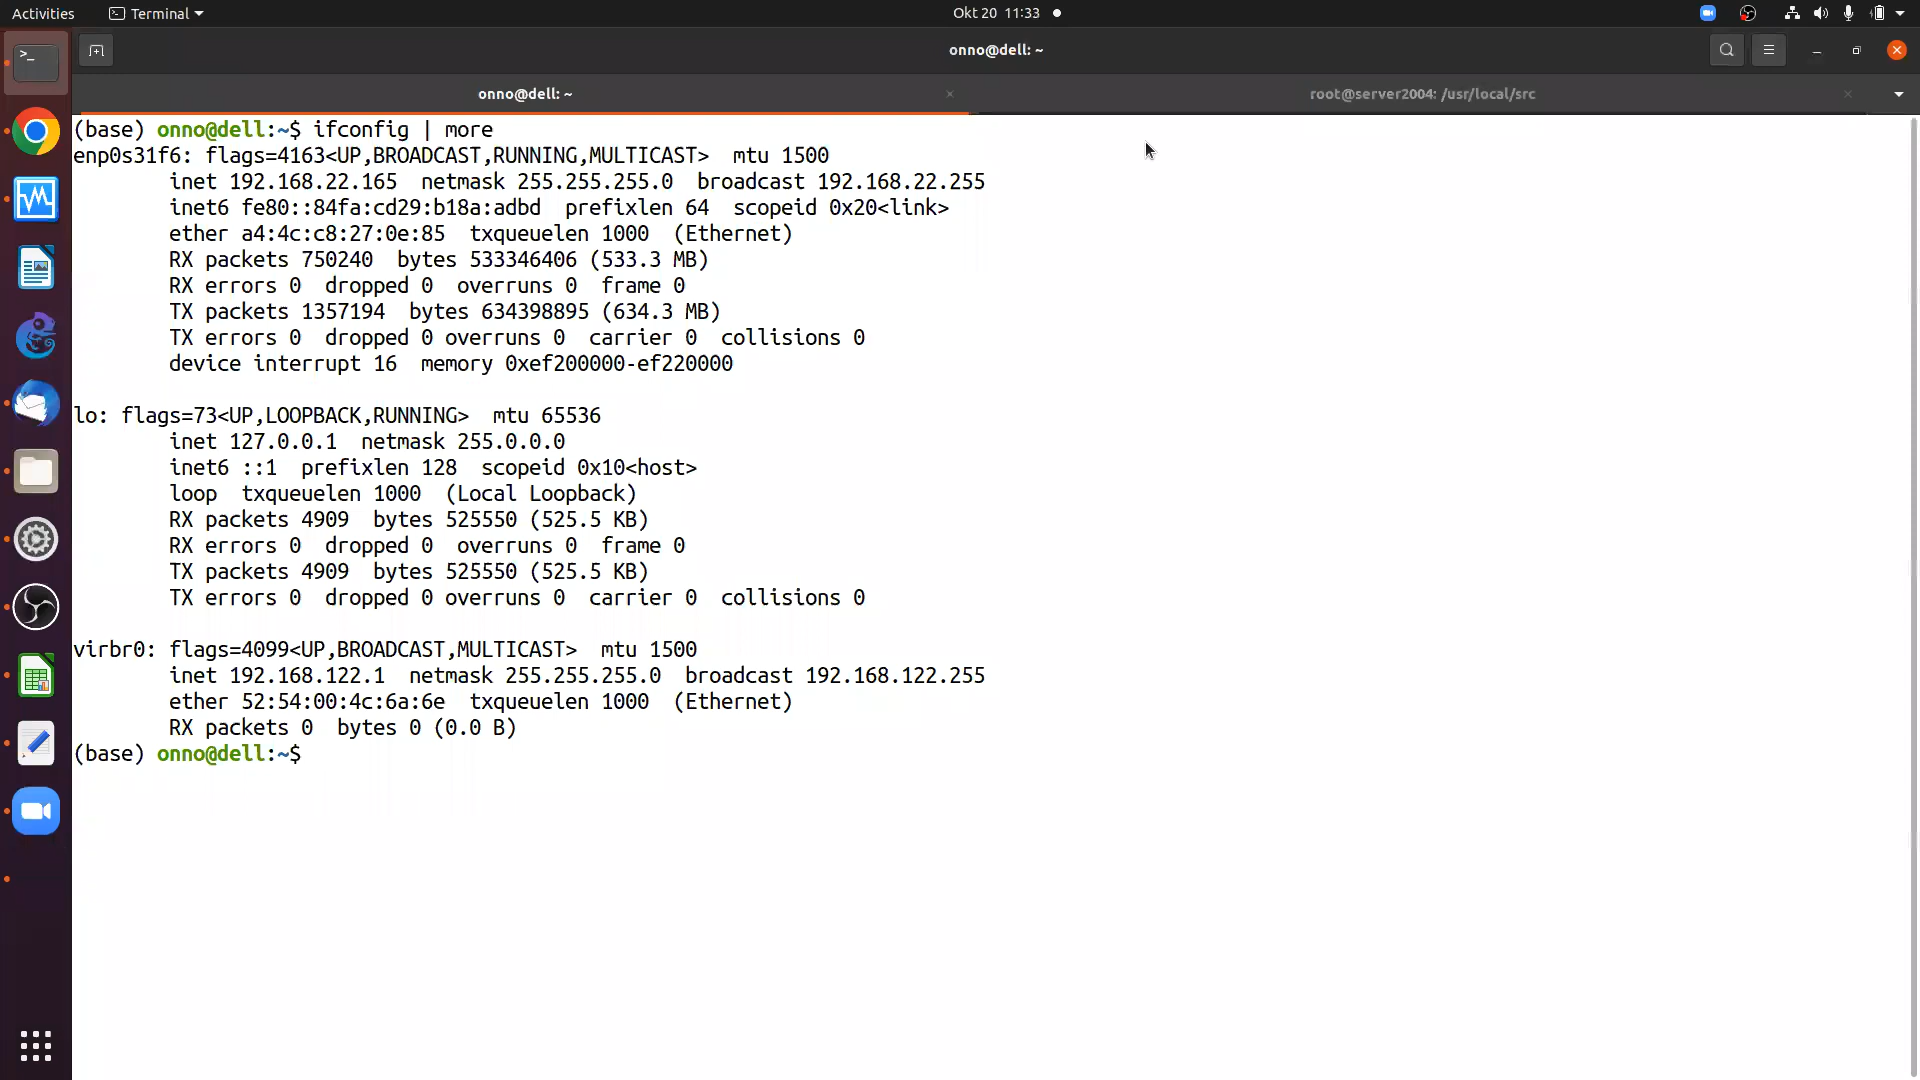 Activities
Terminal
Okt 20 11:33
onno@dell: ~
onno@dell: ~
root@server2004: /usr/local/src
(base) onno@dell:~$ ifconfig | more
enp0s31f6: flags=4163<UP,BROADCAST,RUNNING,MULTICAST>  mtu 1500
        inet 192.168.22.165  netmask 255.255.255.0  broadcast 192.168.22.255
        inet6 fe80::84fa:cd29:b18a:adbd  prefixlen 64  scopeid 0x20<link>
        ether a4:4c:c8:27:0e:85  txqueuelen 1000  (Ethernet)
        RX packets 750240  bytes 533346406 (533.3 MB)
        RX errors 0  dropped 0  overruns 0  frame 0
        TX packets 1357194  bytes 634398895 (634.3 MB)
        TX errors 0  dropped 0 overruns 0  carrier 0  collisions 0
        device interrupt 16  memory 0xef200000-ef220000
lo: flags=73<UP,LOOPBACK,RUNNING>  mtu 65536
        inet 127.0.0.1  netmask 255.0.0.0
        inet6 ::1  prefixlen 128  scopeid 0x10<host>
        loop  txqueuelen 1000  (Local Loopback)
        RX packets 4909  bytes 525550 (525.5 KB)
        RX errors 0  dropped 0  overruns 0  frame 0
        TX packets 4909  bytes 525550 (525.5 KB)
        TX errors 0  dropped 0 overruns 0  carrier 0  collisions 0
virbr0: flags=4099<UP,BROADCAST,MULTICAST>  mtu 1500
        inet 192.168.122.1  netmask 255.255.255.0  broadcast 192.168.122.255
        ether 52:54:00:4c:6a:6e  txqueuelen 1000  (Ethernet)
        RX packets 0  bytes 0 (0.0 B)
(base) onno@dell:~$